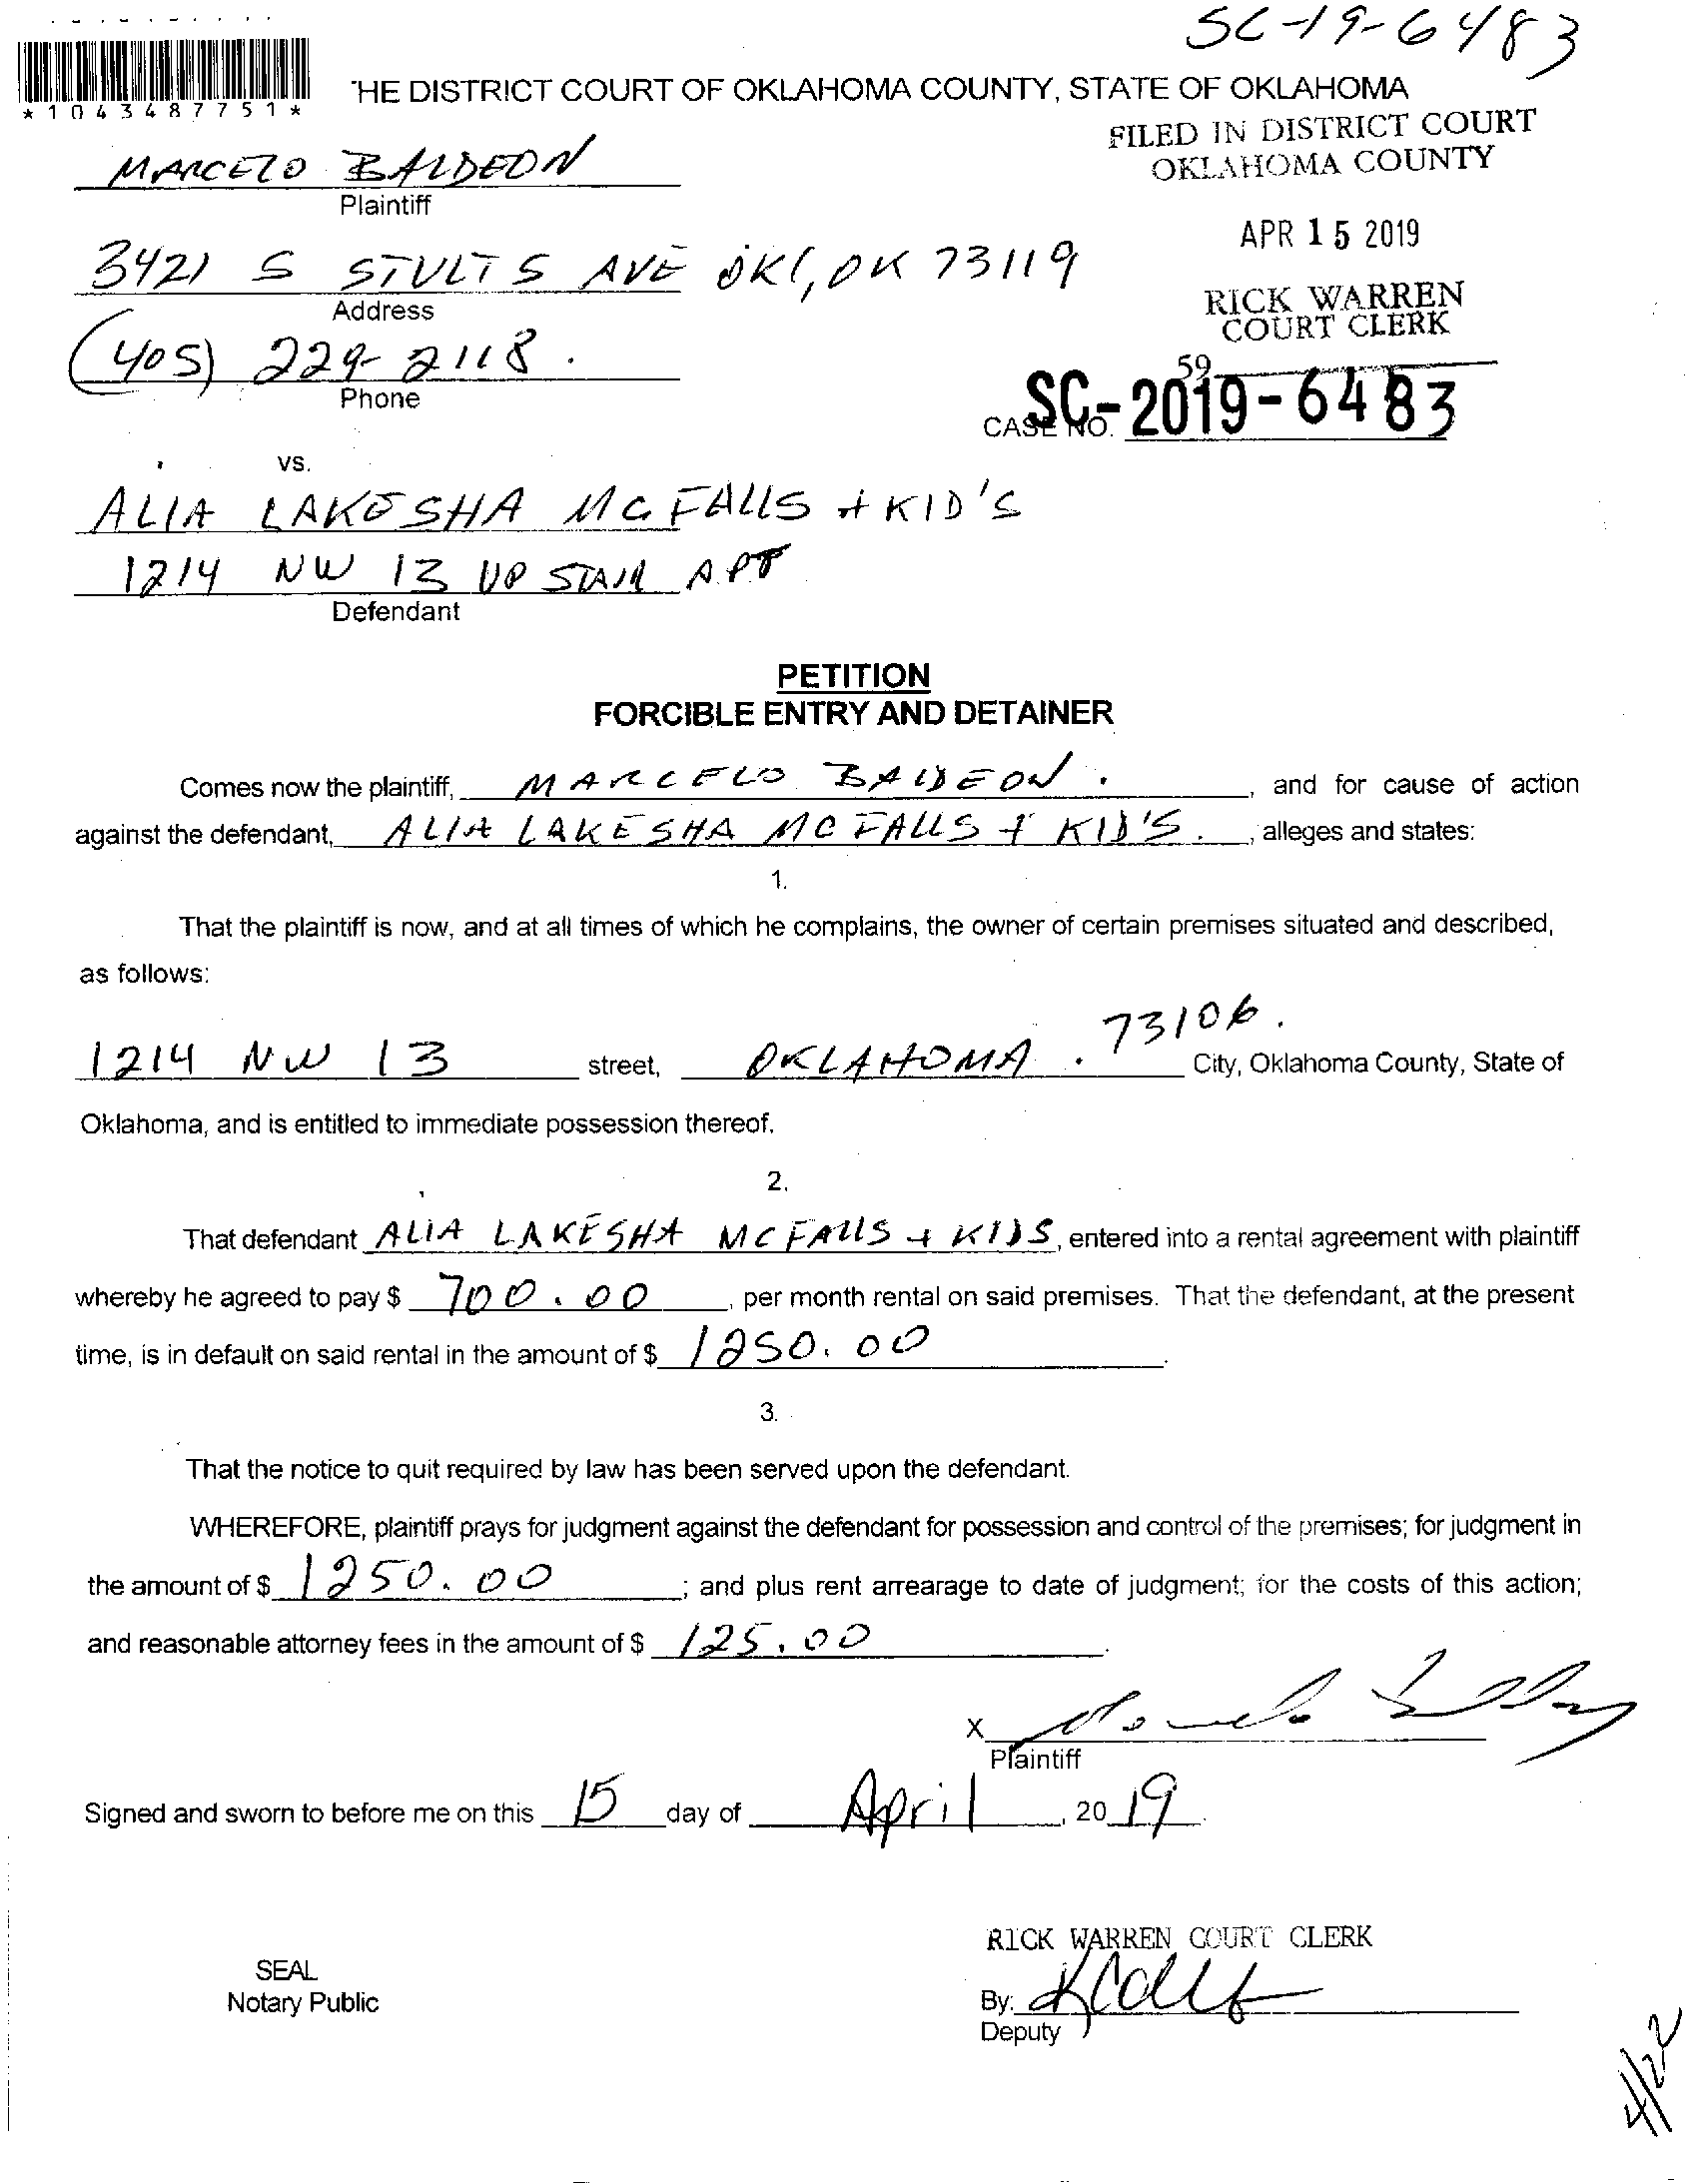 SC-19-6483
*1043487751*
'HE DISTRICT COURT OF OKLAHOMA COUNTY, STATE OF OKLAHOMA
FILED IN DISTRICT COURT
OKLAHOMA COUNTY
MARCELO BALDEON
Plaintiff
APR 15 2019
3421 S STULTS AVE OKC, OK 73119
Address
RICK WARREN
COURT CLERK
(405) 229-2118.
Phone
59
CASE NO. SC-2019-6483
vs.
ALIA LAKESHA MCFALLS + KID'S
1214 NW 13 UP STAIR APT
Defendant
PETITION
FORCIBLE ENTRY AND DETAINER
Comes now the plaintiff, MARCELO BALDEON. , and for cause of action
against the defendant, ALIA LAKESHA MCFALLS + KID'S. , alleges and states:
1.
That the plaintiff is now, and at all times of which he complains, the owner of certain premises situated and described,
as follows:
1214 NW 13 street, OKLAHOMA. 73106. City, Oklahoma County, State of
Oklahoma, and is entitled to immediate possession thereof.
2.
That defendant ALIA LAKESHA MCFALLS + KIDS, entered into a rental agreement with plaintiff
whereby he agreed to pay $ 700.00 , per month rental on said premises. That the defendant, at the present
time, is in default on said rental in the amount of $ 1250.00 .
3.
That the notice to quit required by law has been served upon the defendant.
WHEREFORE, plaintiff prays for judgment against the defendant for possession and control of the premises; for judgment in
the amount of $ 1250.00 ; and plus rent arrearage to date of judgment; for the costs of this action;
and reasonable attorney fees in the amount of $ 125.00 .
X
Plaintiff
Signed and sworn to before me on this 15 day of April, 2019.
RICK WARREN COURT CLERK
SEAL
Notary Public
By:
Deputy
4/22